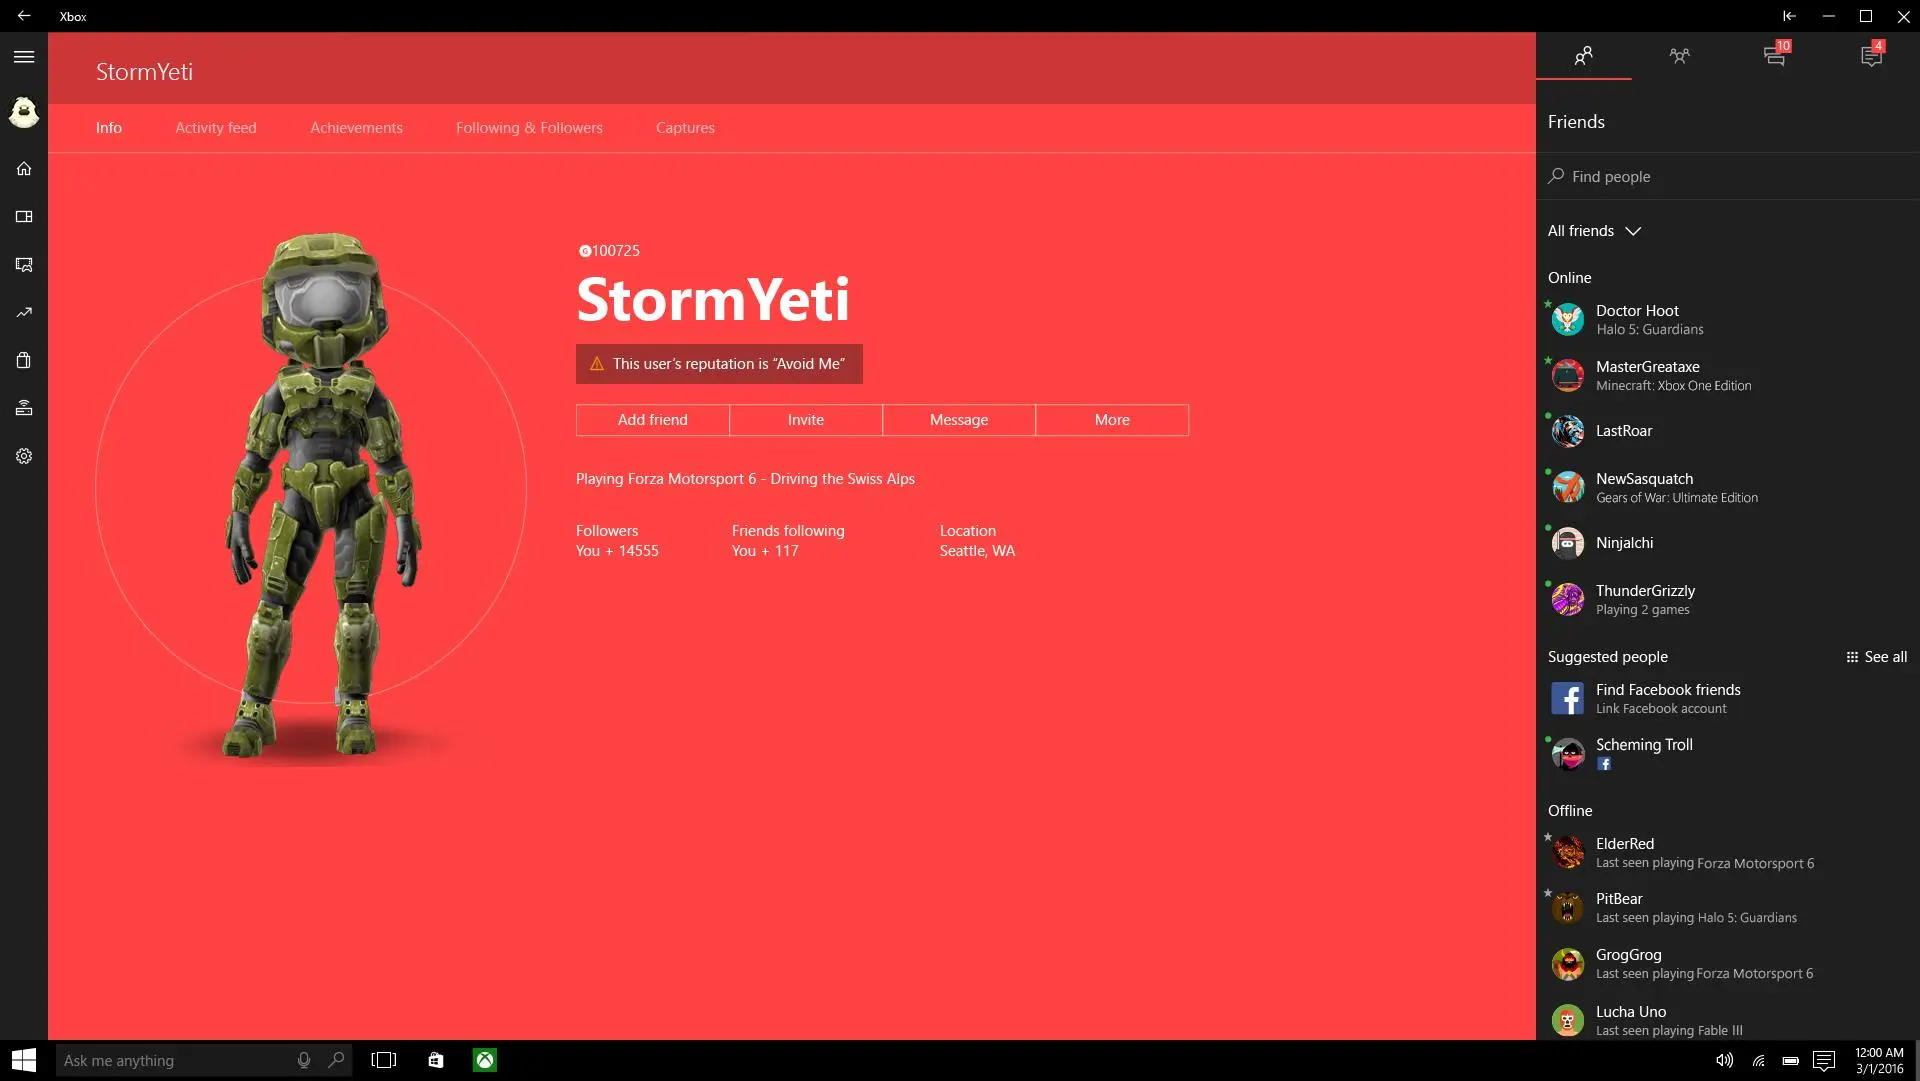 Xbox
StormYeti
Info Activity feed Achievements Following & Followers Captures
G100725
StormYeti
This user's reputation is “Avoid Me”
Add friend Invite Message More
Playing Forza Motorsport 6 - Driving the Swiss Alps
Followers Friends following Location
You + 14555 You + 117 Seattle, WA
10 4
Friends
Find people
All friends
Online
Doctor Hoot
Halo 5: Guardians
MasterGreataxe
Minecraft: Xbox One Edition
LastRoar
NewSasquatch
Gears of War: Ultimate Edition
Ninjalchi
ThunderGrizzly
Playing 2 games
Suggested people See all
Find Facebook friends
Link Facebook account
Scheming Troll
Offline
ElderRed
Last seen playing Forza Motorsport 6
PitBear
Last seen playing Halo 5: Guardians
GrogGrog
Last seen playing Forza Motorsport 6
Lucha Uno
Last seen playing Fable III
Ask me anything
12:00 AM
3/1/2016